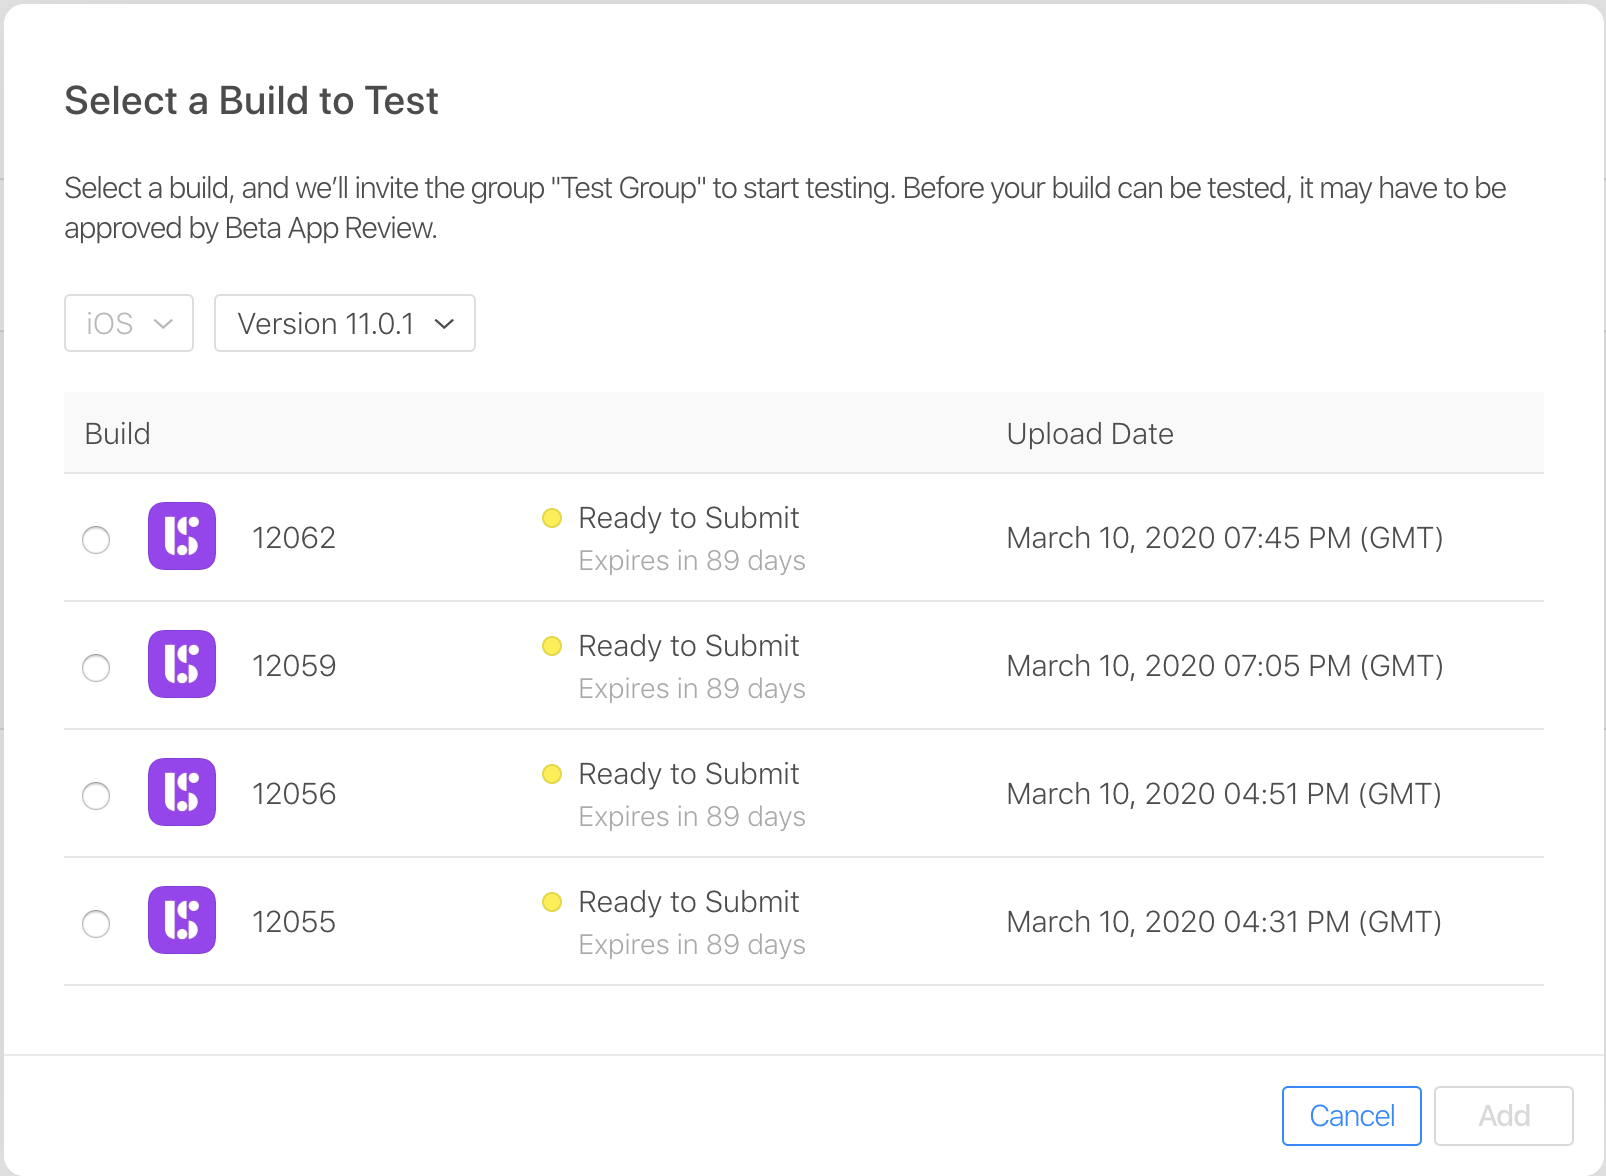 Select a Build to Test
Select a build, and we’ll invite the group "Test Group" to start testing. Before your build can be tested, it may have to be
approved by Beta App Review.
iOS Version 11.0.1
Build Upload Date
12062 Ready to Submit March 10, 2020 07:45 PM (GMT)
Expires in 89 days
12059 Ready to Submit March 10, 2020 07:05 PM (GMT)
Expires in 89 days
12056 Ready to Submit March 10, 2020 04:51 PM (GMT)
Expires in 89 days
12055 Ready to Submit March 10, 2020 04:31 PM (GMT)
Expires in 89 days
Cancel Add